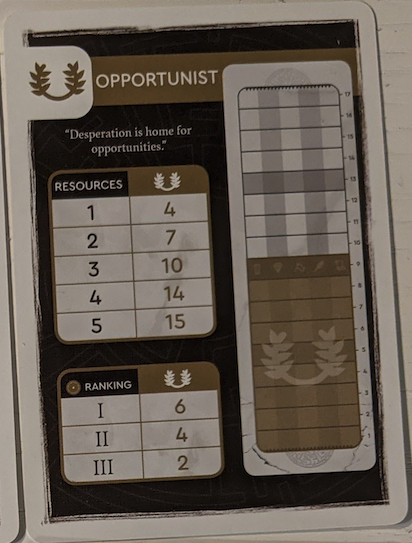 OPPORTUNIST
"Desperation is home for
opportunities."
RESOURCES
1 4
2 7
3 10
4 14
5 15
RANKING
I 6
II 4
III 2
17
16
15
14
13
12
11
10
9
8
7
6
5
4
3
2
1